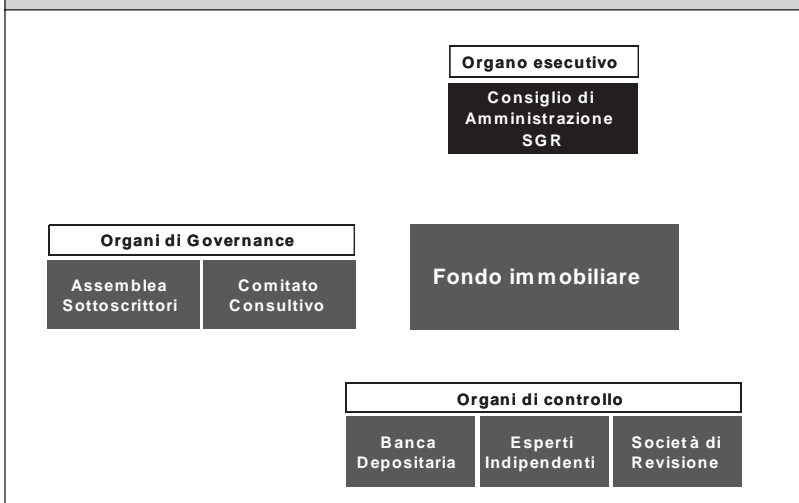 Organo esecutivo
Consiglio di
Amministrazione
SGR
Organi di Governance
Assemblea
Sottoscrittori
Comitato
Consultivo
Fondo immobiliare
Organi di controllo
Banca
Depositaria
Esperti
Indipendenti
Società di
Revisione